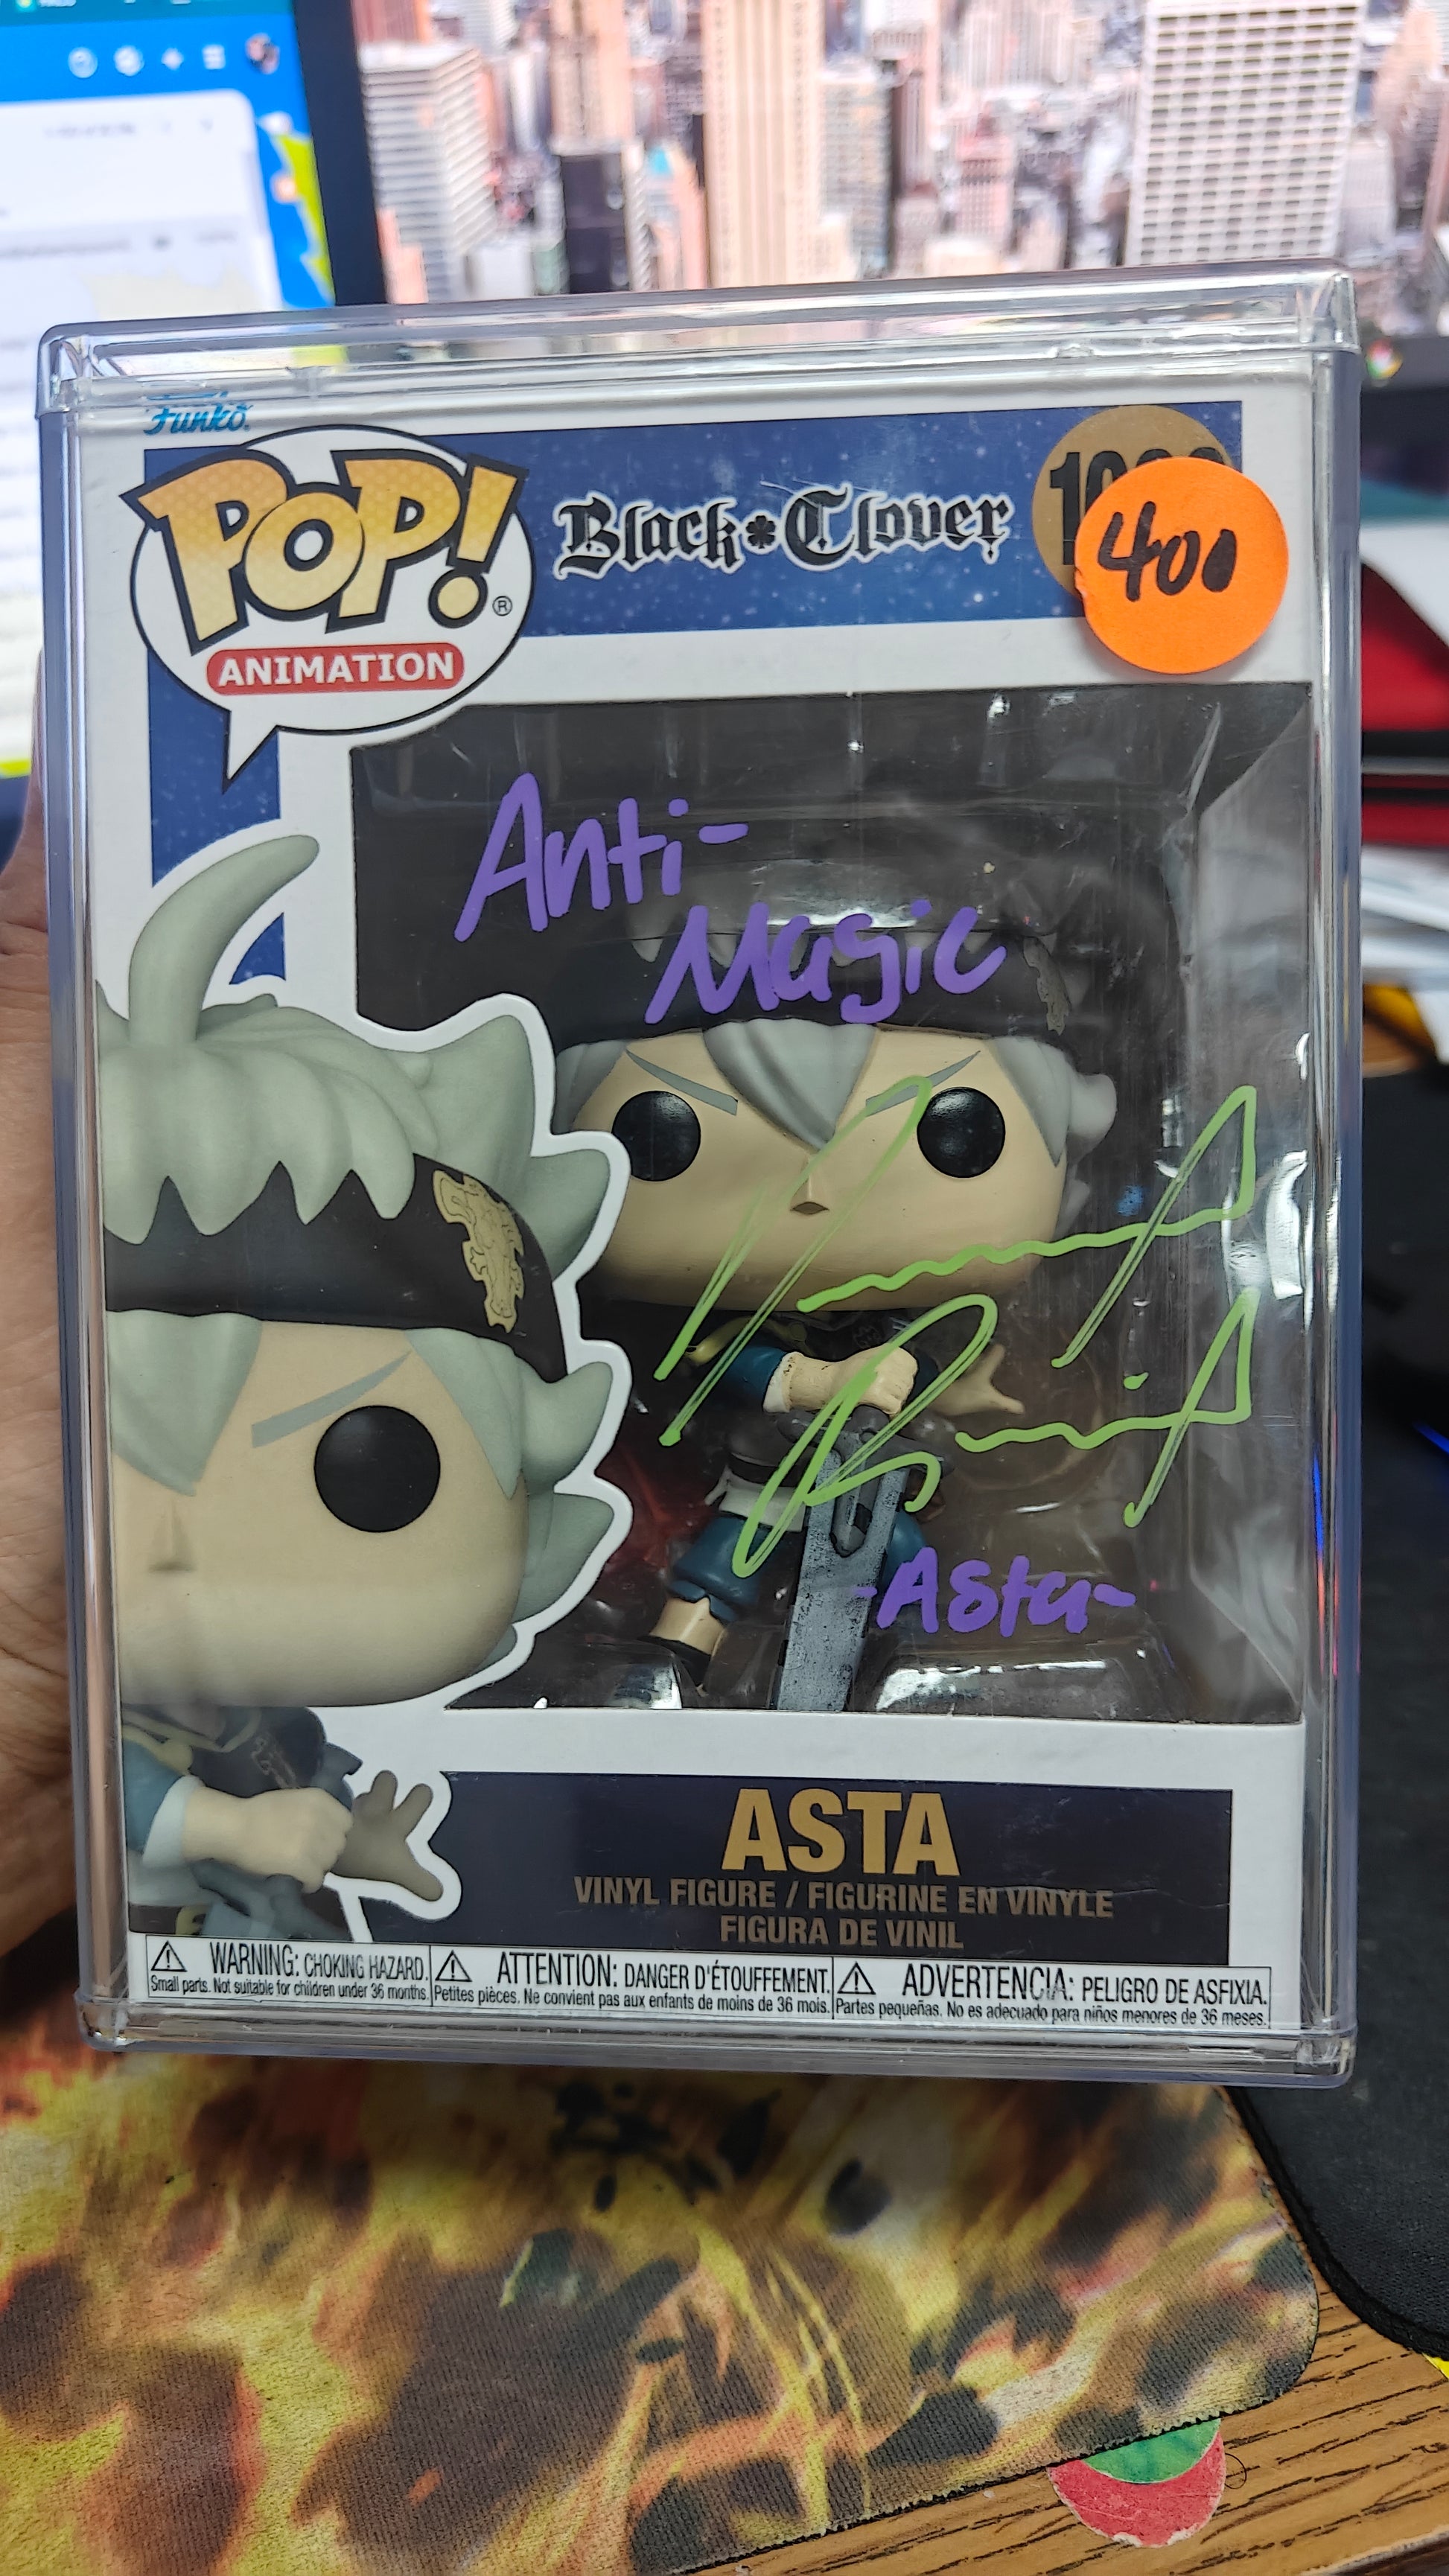 Funko
POP!®
ANIMATION
Black Clover
400
Anti-
Magic
-Asta-
ASTA
VINYL FIGURE / FIGURINE EN VINYLE
FIGURA DE VINIL
WARNING: CHOKING HAZARD.
Small parts. Not suitable for children under 36 months.
ATTENTION: DANGER D'ÉTOUFFEMENT.
Petites pièces. Ne convient pas aux enfants de moins de 36 mois.
ADVERTENCIA: PELIGRO DE ASFIXIA.
Partes pequeñas. No es adecuado para niños menores de 36 meses.